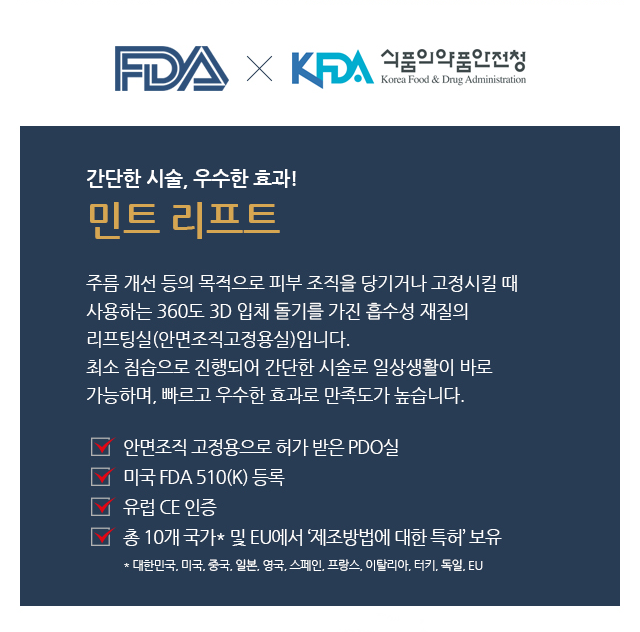 FDA × KFDA 식품의약품안전청
Korea Food & Drug Administration
간단한 시술, 우수한 효과!
민트 리프트
주름 개선 등의 목적으로 피부 조직을 당기거나 고정시킬 때
사용하는 360도 3D 입체 돌기를 가진 흡수성 재질의
리프팅실(안면조직고정용실)입니다.
최소 침습으로 진행되어 간단한 시술로 일상생활이 바로
가능하며, 빠르고 우수한 효과로 만족도가 높습니다.
안면조직 고정용으로 허가 받은 PDO실
미국 FDA 510(K) 등록
유럽 CE 인증
총 10개 국가* 및 EU에서 ‘제조방법에 대한 특허’ 보유
* 대한민국, 미국, 중국, 일본, 영국, 스페인, 프랑스, 이탈리아, 터키, 독일, EU